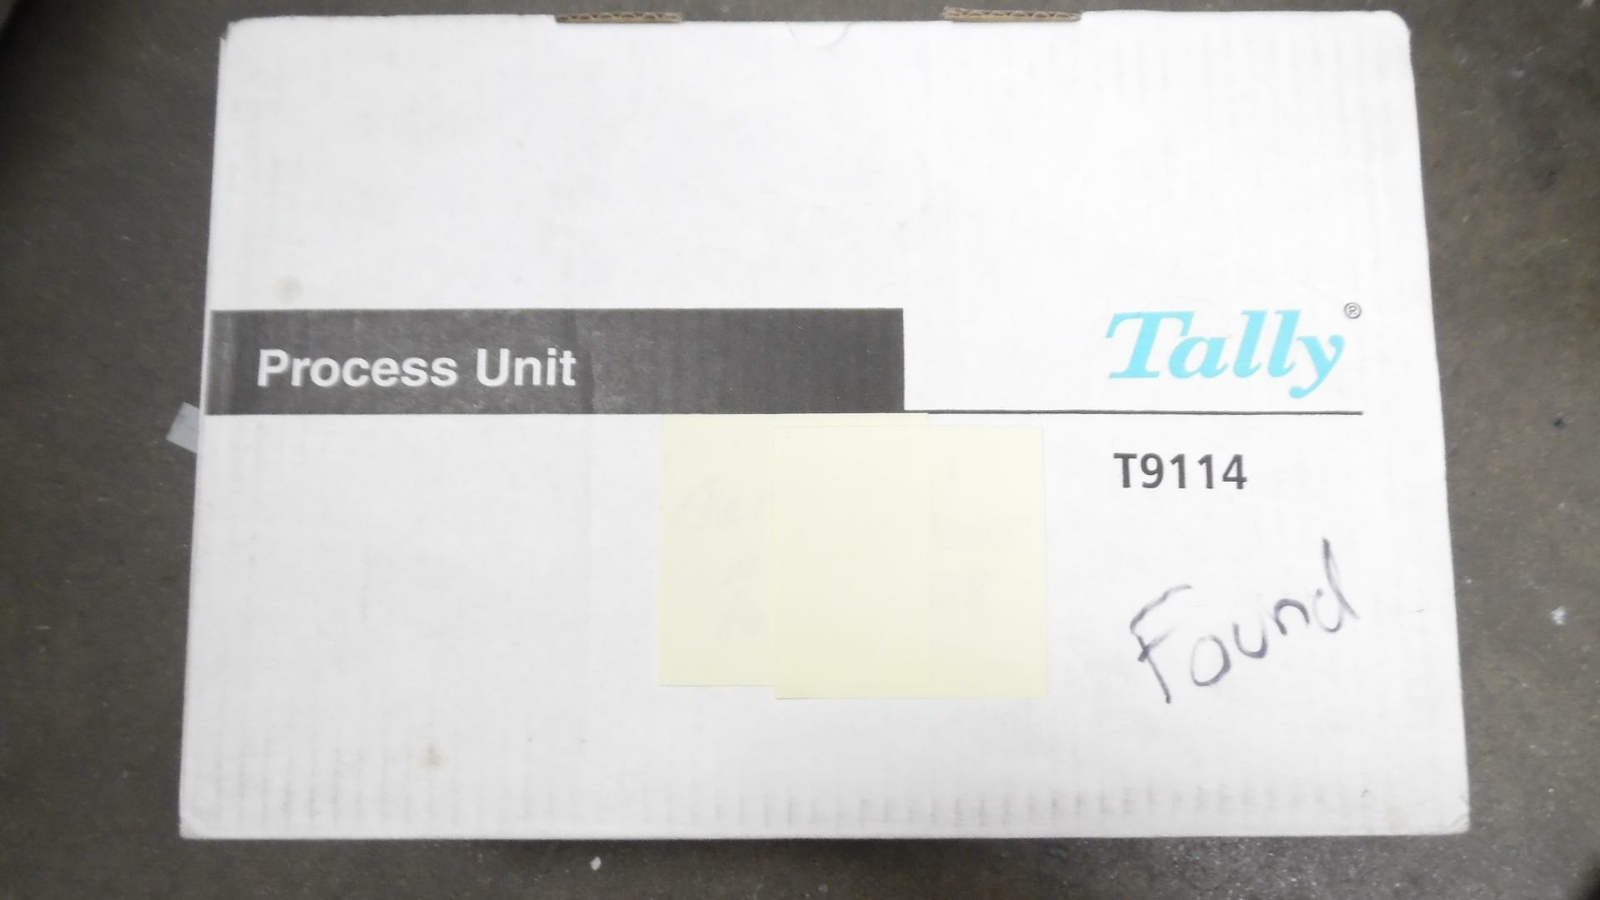 Process Unit
Tally®
T9114
Found